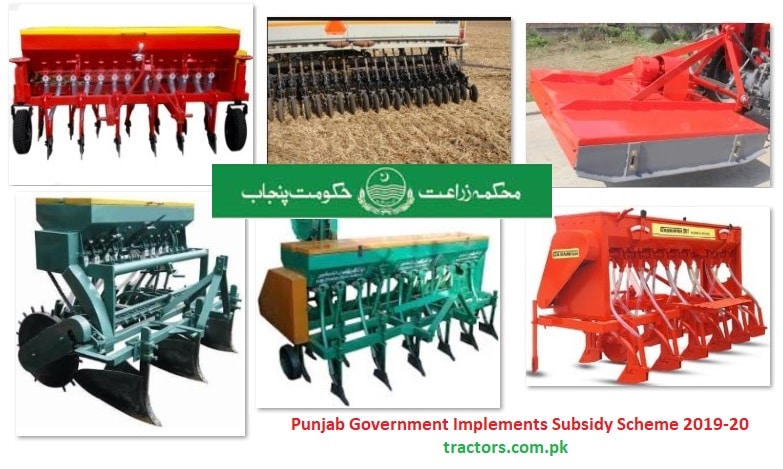 محکمہ زراعت حکومت پنجاب
Punjab Government Implements Subsidy Scheme 2019-20
tractors.com.pk